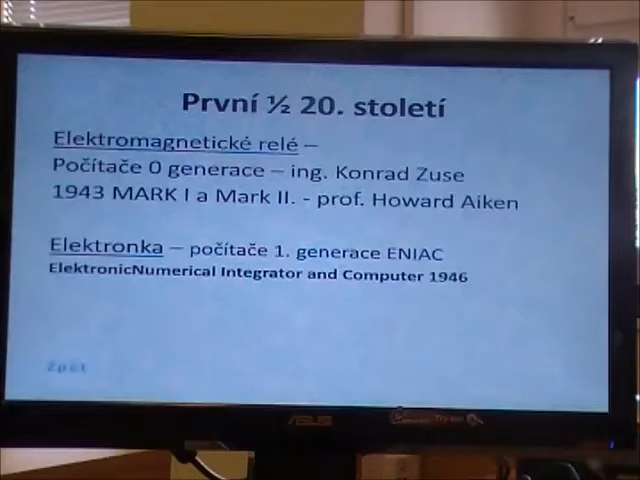 První ½ 20. století
Elektromagnetické relé –
Počítače 0 generace – ing. Konrad Zuse
1943 MARK I a Mark II. - prof. Howard Aiken
Elektronka – počítače 1. generace ENIAC
ElektronicNumerical Integrator and Computer 1946
Zpět
ASUS